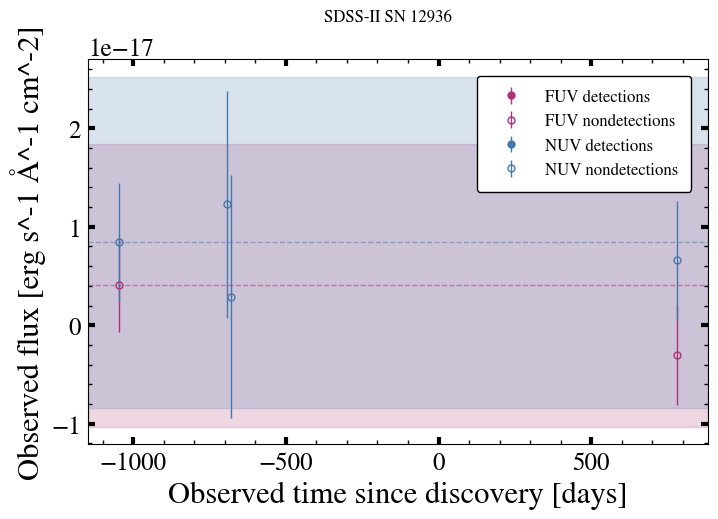 SDSS-II SN 12936
1e−17
Observed flux [erg s^-1 Å^-1 cm^-2]
2
1
0
−1
FUV detections
FUV nondetections
NUV detections
NUV nondetections
−1000
−500
0
500
Observed time since discovery [days]